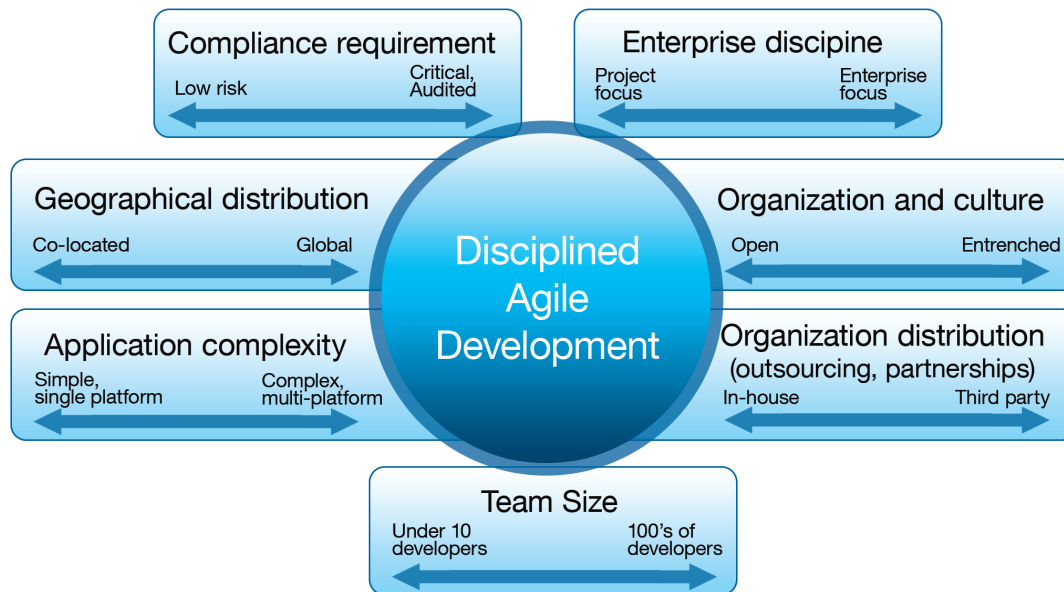 Compliance requirement
Low risk
Critical,
Audited
Enterprise discipine
Project
focus
Enterprise
focus
Geographical distribution
Co-located
Global
Organization and culture
Open
Entrenched
Disciplined
Agile
Development
Application complexity
Simple,
single platform
Complex,
multi-platform
Organization distribution
(outsourcing, partnerships)
In-house
Third party
Team Size
Under 10
developers
100's of
developers